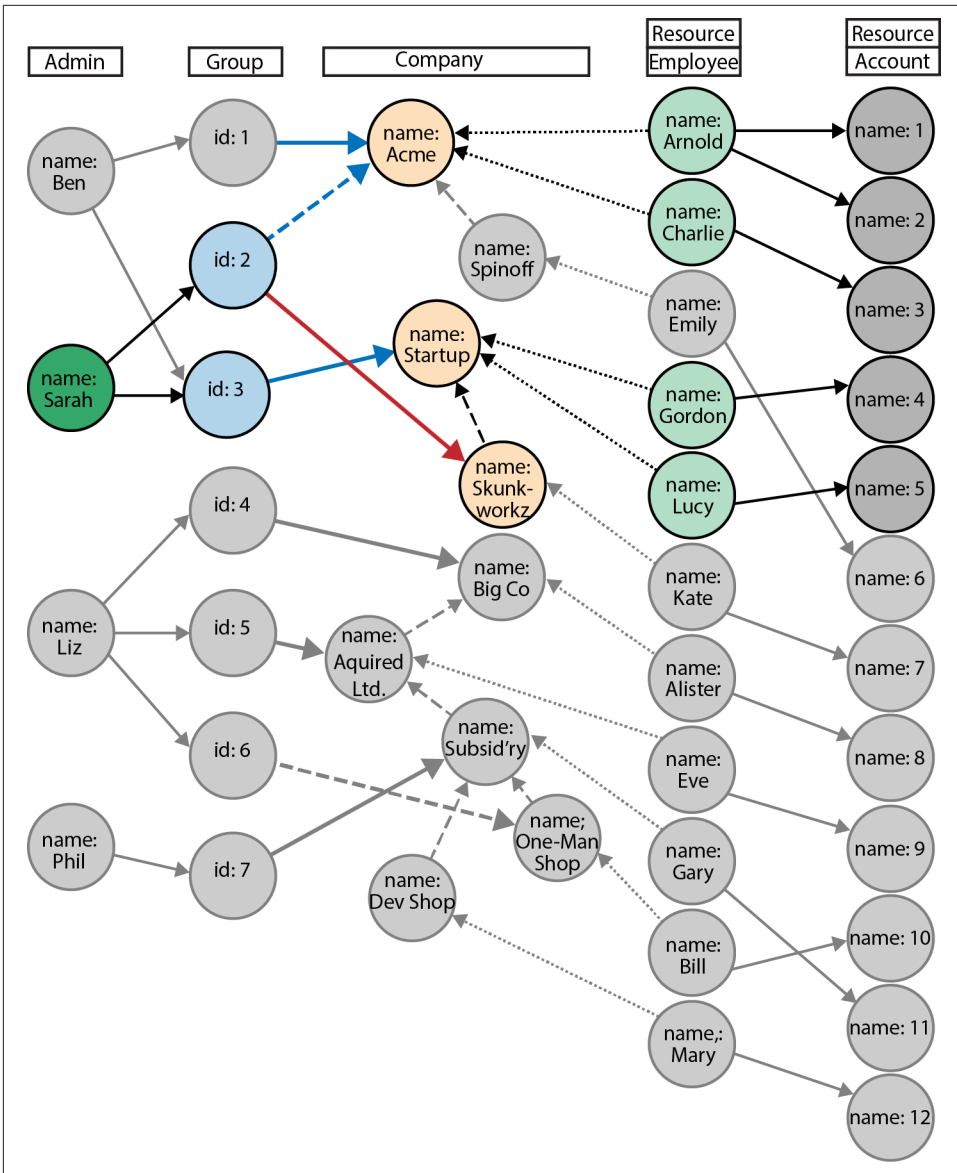 Admin
Group
Company
Resource
Employee
Resource
Account
name:
Ben
name:
Sarah
name:
Liz
name:
Phil
id: 1
id: 2
id: 3
id: 4
id: 5
id: 6
id: 7
name:
Acme
name:
Spinoff
name:
Startup
name:
Skunk-
workz
name:
Big Co
name:
Aquired
Ltd.
name:
Subsid'ry
name;
One-Man
Shop
name:
Dev Shop
name:
Arnold
name:
Charlie
name:
Emily
name:
Gordon
name:
Lucy
name:
Kate
name:
Alister
name:
Eve
name:
Gary
name:
Bill
name,:
Mary
name: 1
name: 2
name: 3
name: 4
name: 5
name: 6
name: 7
name: 8
name: 9
name: 10
name: 11
name: 12